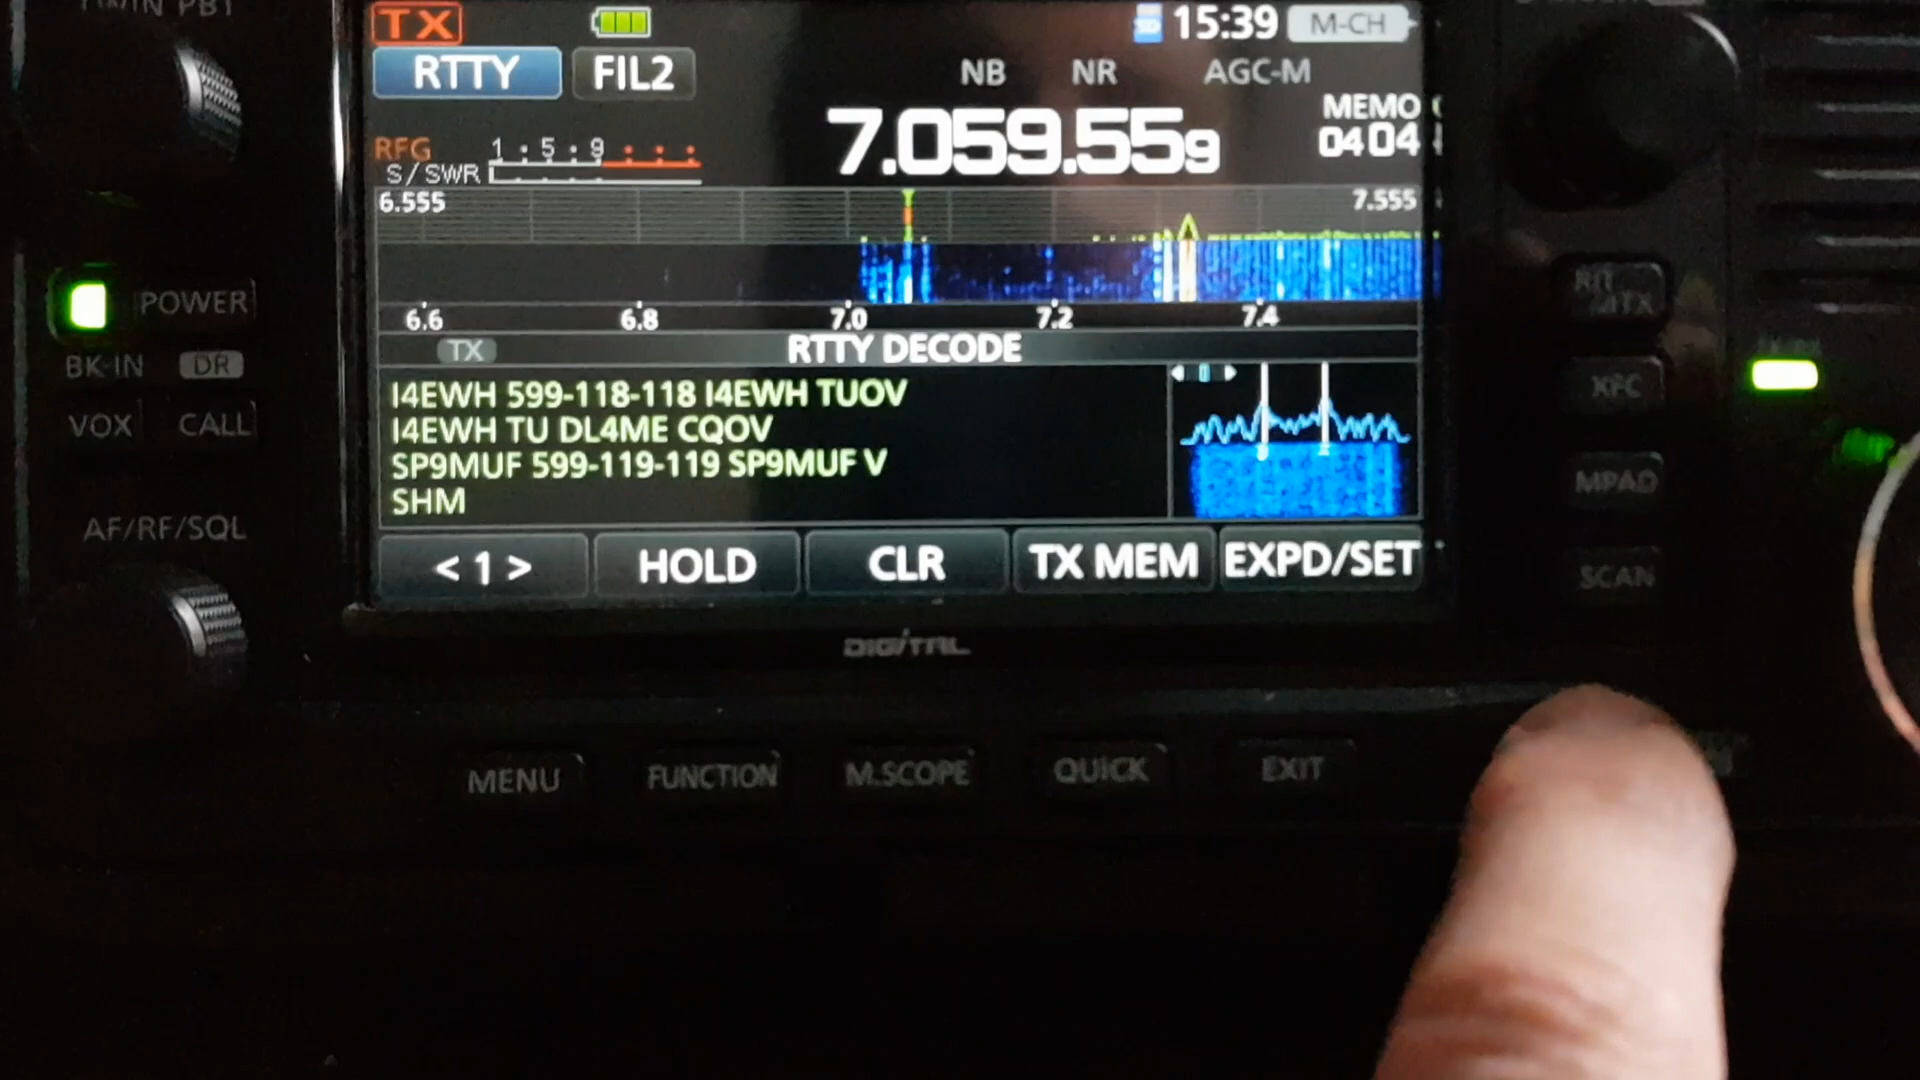 TX 15:39 M-CH
RTTY FIL2 NB NR AGC-M
MEMO
7.059.559 0404
RFG 1 : 5 : 9 : : :
S/SWR
6.555 7.555
6.6 6.8 7.0 7.2 7.4
TX RTTY DECODE
I4EWH 599-118-118 I4EWH TUOV
I4EWH TU DL4ME CQOV
SP9MUF 599-119-119 SP9MUF V
SHM
< 1 > HOLD CLR TX MEM EXPD/SET
DIGITAL
MENU FUNCTION M.SCOPE QUICK EXIT
POWER
BK-IN DR
VOX CALL
AF/RF/SQL
RIT
XFC
MPAD
SCAN